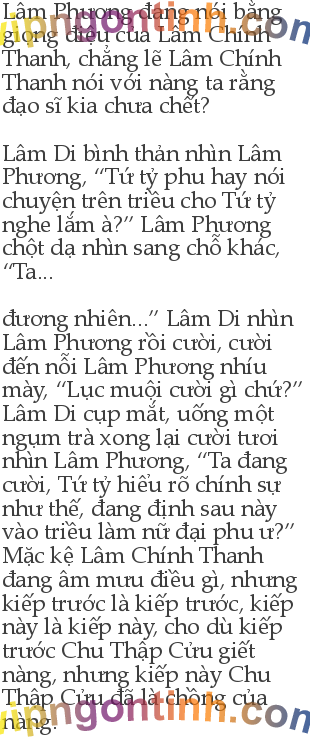 Lâm Phương đang nói bằng
giọng điệu của Lâm Chính
Thanh, chẳng lẽ Lâm Chính
Thanh nói với nàng ta rằng
đạo sĩ kia chưa chết?
Lâm Di bình thản nhìn Lâm
Phương, “Tứ tỷ phu hay nói
chuyện trên triều cho Tứ tỷ
nghe lắm à?” Lâm Phương
chột dạ nhìn sang chỗ khác,
“Ta...
đương nhiên...” Lâm Di nhìn
Lâm Phương rồi cười, cười
đến nỗi Lâm Phương nhíu
mày, “Lục muội cười gì chứ?”
Lâm Di cụp mắt, uống một
ngụm trà xong lại cười tươi
nhìn Lâm Phương, “Ta đang
cười, Tứ tỷ hiểu rõ chính sự
như thế, đang định sau này
vào triều làm nữ đại phu ư?”
Mặc kệ Lâm Chính Thanh
đang âm mưu điều gì, nhưng
kiếp trước là kiếp trước, kiếp
này là kiếp này, cho dù kiếp
trước Chu Thập Cửu giết
nàng, nhưng kiếp này Chu
Thập Cửu đã là chồng của
nàng.
vipngontinh.com
vipngontinh.com